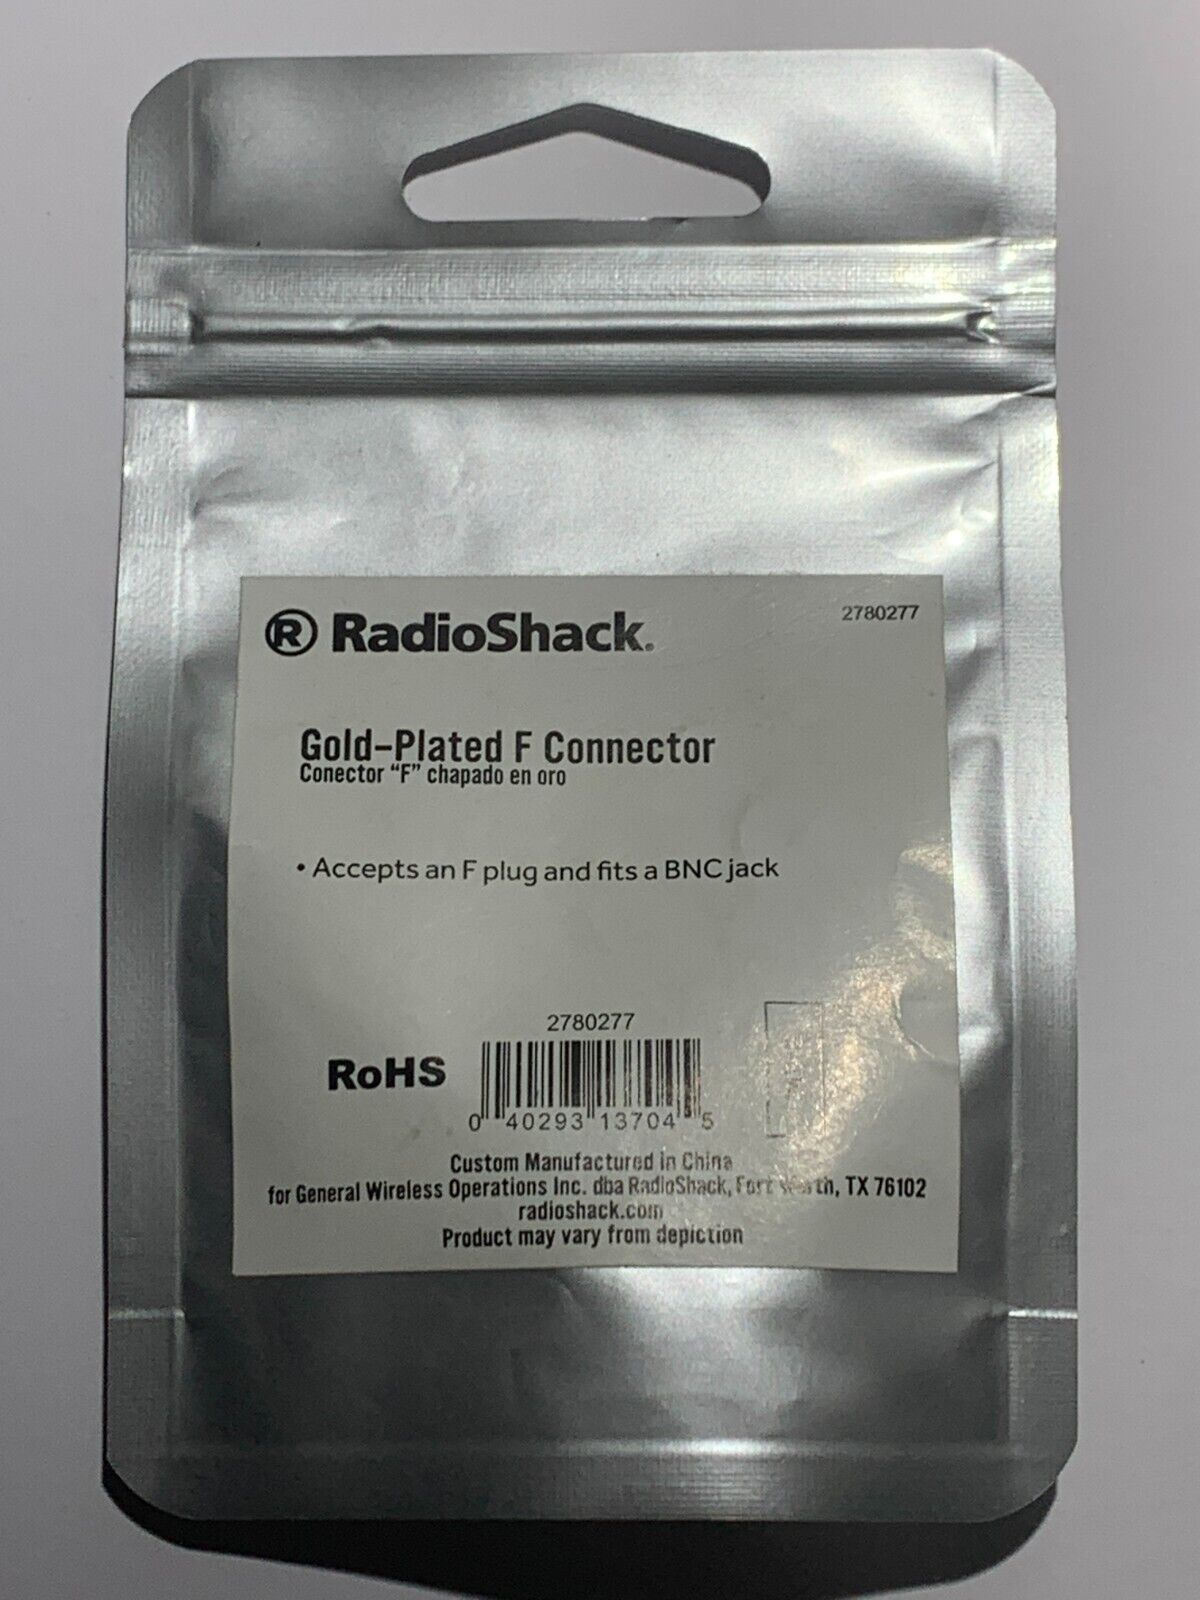 ® RadioShack®
2780277
Gold-Plated F Connector
Conector "F" chapado en oro
• Accepts an F plug and fits a BNC jack
2780277
RoHS
0 40293 13704 5
Custom Manufactured in China
for General Wireless Operations Inc. dba RadioShack, Fort Worth, TX 76102
radioshack.com
Product may vary from depiction